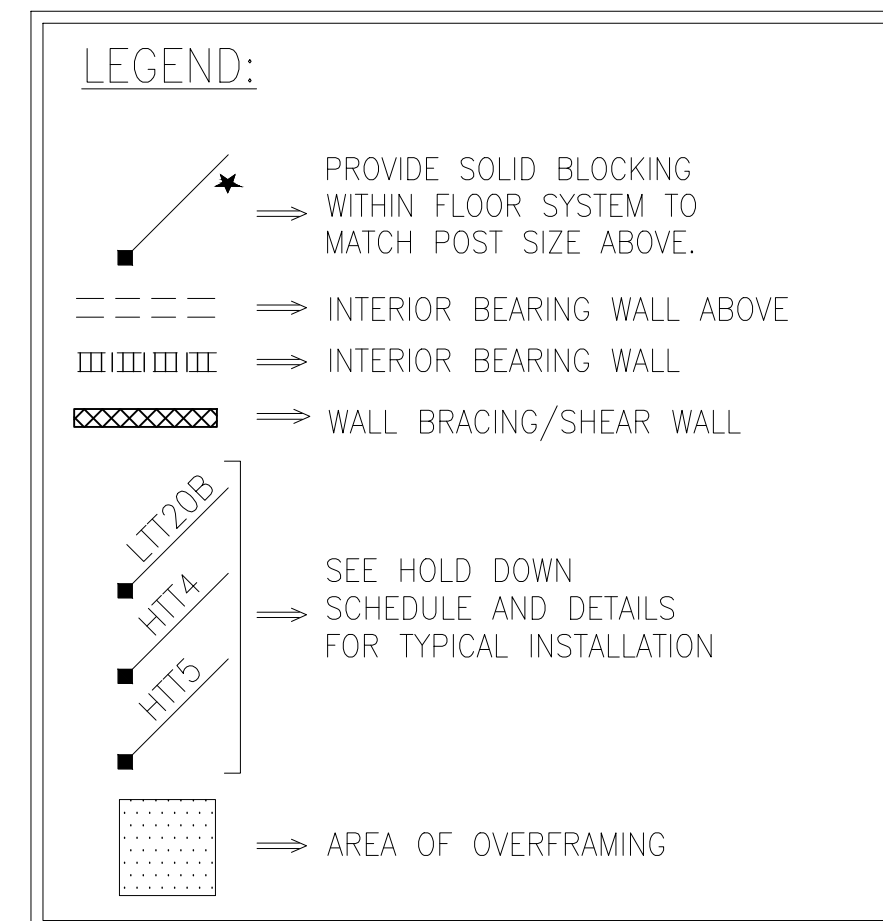 LEGEND:
PROVIDE SOLID BLOCKING
WITHIN FLOOR SYSTEM TO
MATCH POST SIZE ABOVE.
INTERIOR BEARING WALL ABOVE
INTERIOR BEARING WALL
WALL BRACING/SHEAR WALL
LTT20B
HTT4
HTT5
SEE HOLD DOWN
SCHEDULE AND DETAILS
FOR TYPICAL INSTALLATION
AREA OF OVERFRAMING